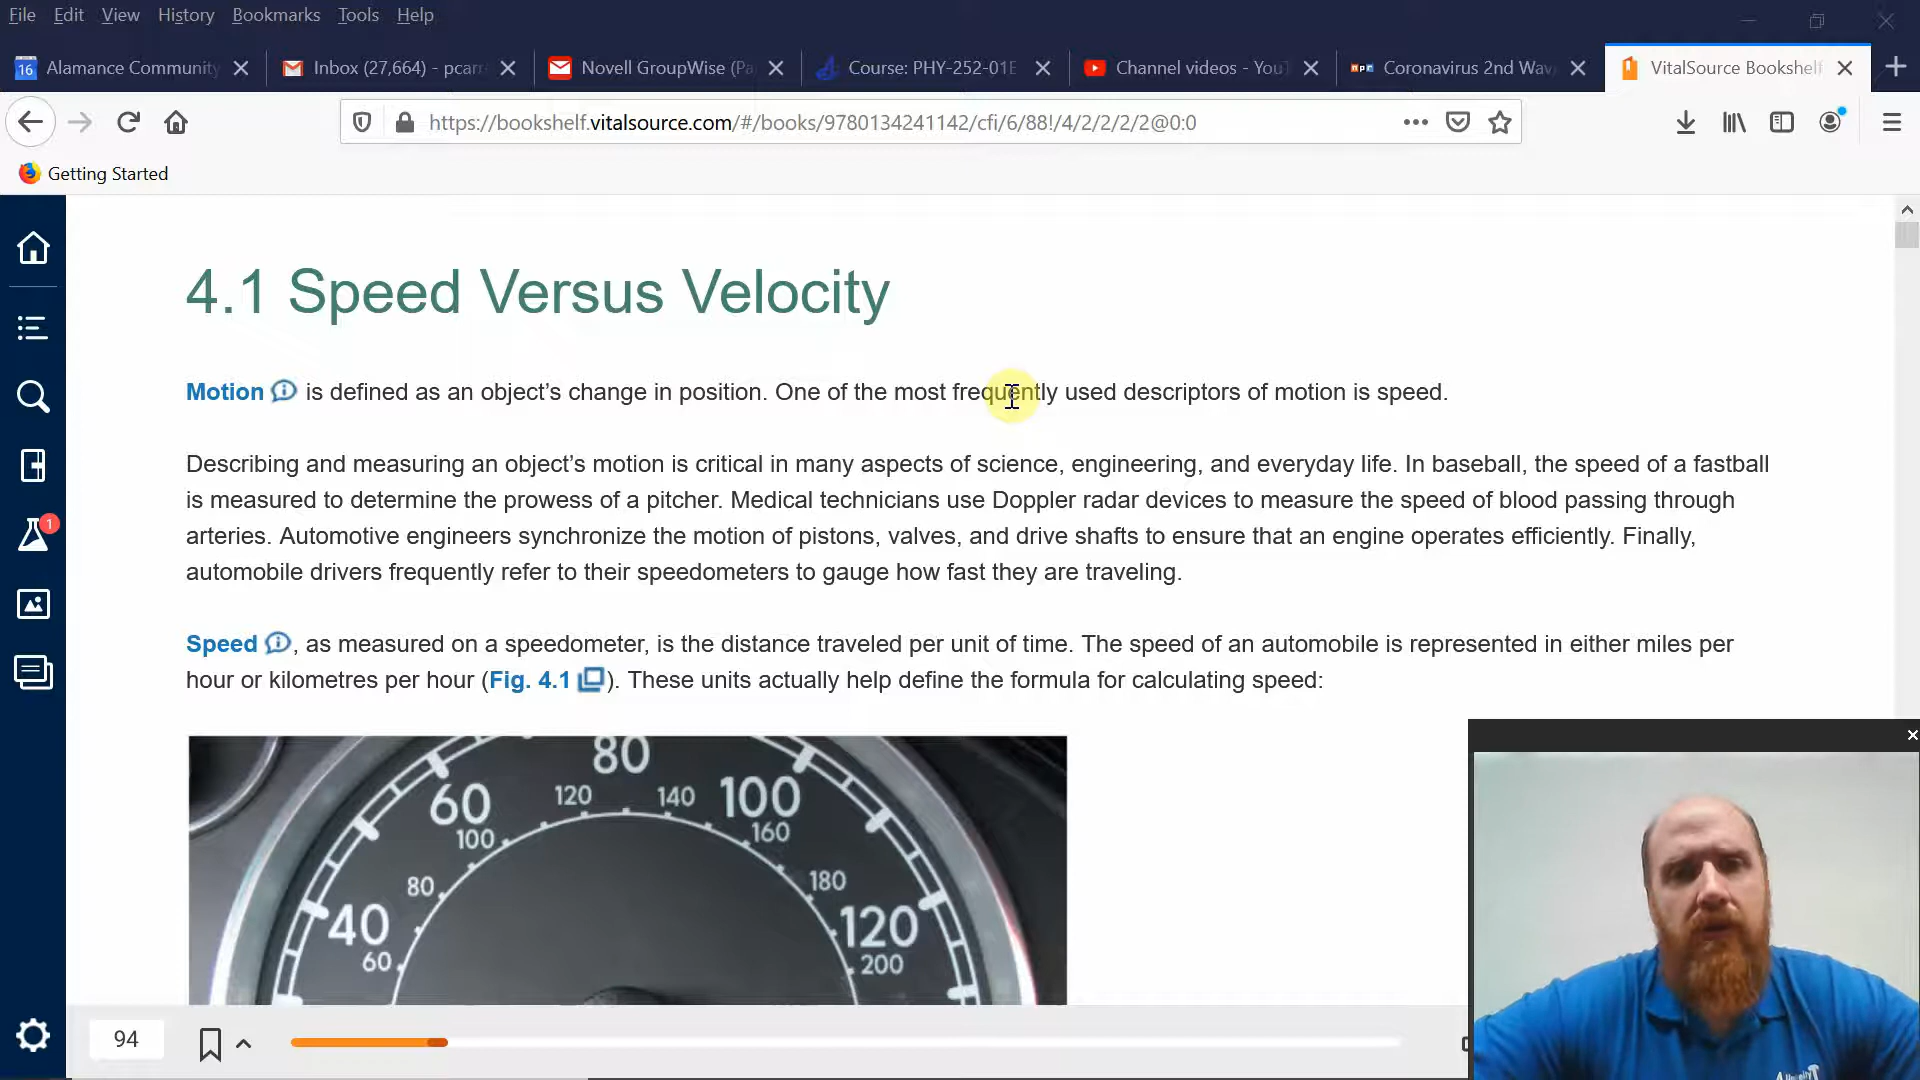 File Edit View History Bookmarks Tools Help
16 Alamance Community
Inbox (27,664) - pcarr
Novell GroupWise (Pa
Course: PHY-252-01E
Channel videos - YouT
npr Coronavirus 2nd Wav
VitalSource Bookshelf
https://bookshelf.vitalsource.com/#/books/9780134241142/cfi/6/88!/4/2/2/2/2@0:0
Getting Started
1
4.1 Speed Versus Velocity
Motion is defined as an object’s change in position. One of the most frequently used descriptors of motion is speed.
Describing and measuring an object’s motion is critical in many aspects of science, engineering, and everyday life. In baseball, the speed of a fastball
is measured to determine the prowess of a pitcher. Medical technicians use Doppler radar devices to measure the speed of blood passing through
arteries. Automotive engineers synchronize the motion of pistons, valves, and drive shafts to ensure that an engine operates efficiently. Finally,
automobile drivers frequently refer to their speedometers to gauge how fast they are traveling.
Speed, as measured on a speedometer, is the distance traveled per unit of time. The speed of an automobile is represented in either miles per
hour or kilometres per hour (Fig. 4.1). These units actually help define the formula for calculating speed:
80
60 120 140 100
100 160
80 180
40 120
60 200
94